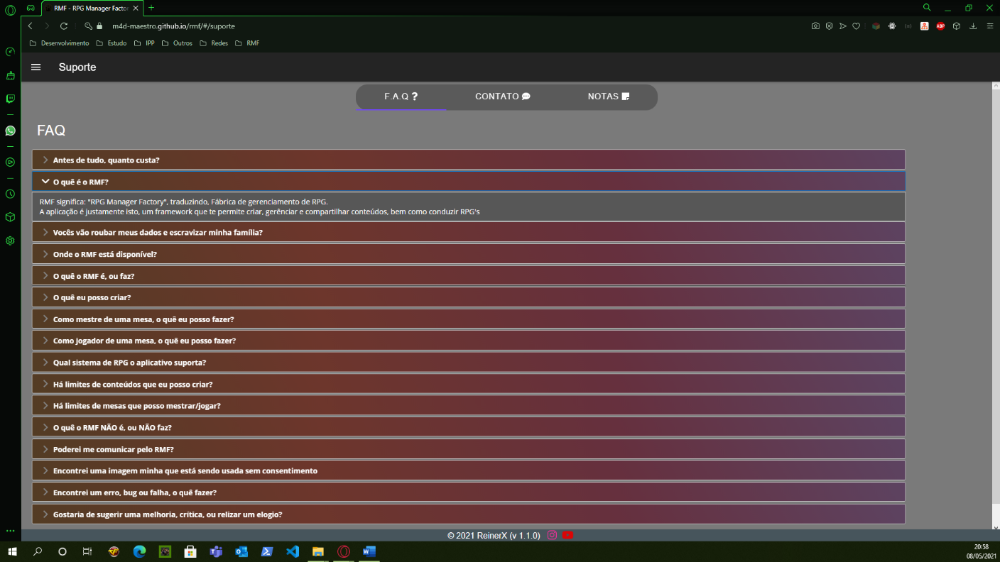 RMF - RPG Manager Factor
m4d-maestro.github.io/rmf/#/suporte
ABP
Desenvolvimento Estudo IPP Outros Redes RMF
Suporte
F.A.Q ? CONTATO NOTAS
FAQ
Antes de tudo, quanto custa?
O quê é o RMF?
RMF significa: "RPG Manager Factory", traduzindo, Fábrica de gerenciamento de RPG.
A aplicação é justamente isto, um framework que te permite criar, gerênciar e compartilhar conteúdos, bem como conduzir RPG's
Vocês vão roubar meus dados e escravizar minha família?
Onde o RMF está disponível?
O quê o RMF é, ou faz?
O quê eu posso criar?
Como mestre de uma mesa, o quê eu posso fazer?
Como jogador de uma mesa, o quê eu posso fazer?
Qual sistema de RPG o aplicativo suporta?
Há limites de conteúdos que eu posso criar?
Há limites de mesas que posso mestrar/jogar?
O quê o RMF NÃO é, ou NÃO faz?
Poderei me comunicar pelo RMF?
Encontrei uma imagem minha que está sendo usada sem consentimento
Encontrei um erro, bug ou falha, o quê fazer?
Gostaria de sugerir uma melhoria, crítica, ou relizar um elogio?
© 2021 ReinerX (v 1.1.0)
20:58
08/05/2021